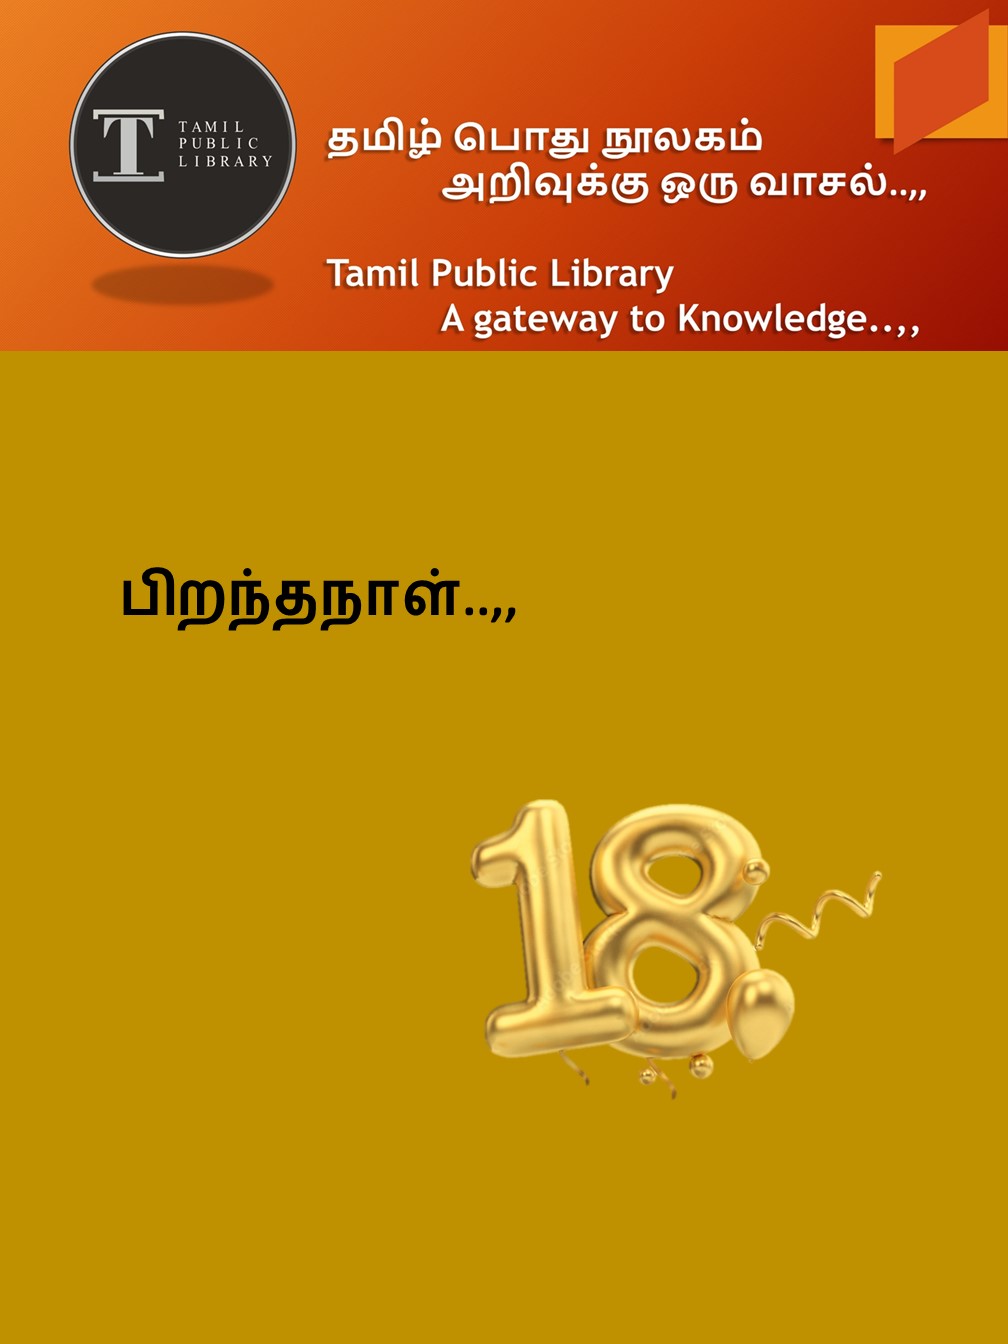 TAMIL
PUBLIC
LIBRARY
தமிழ் பொது நூலகம்
அறிவுக்கு ஒரு வாசல்..,,
Tamil Public Library
A gateway to Knowledge..,,
பிறந்தநாள்..,,
18